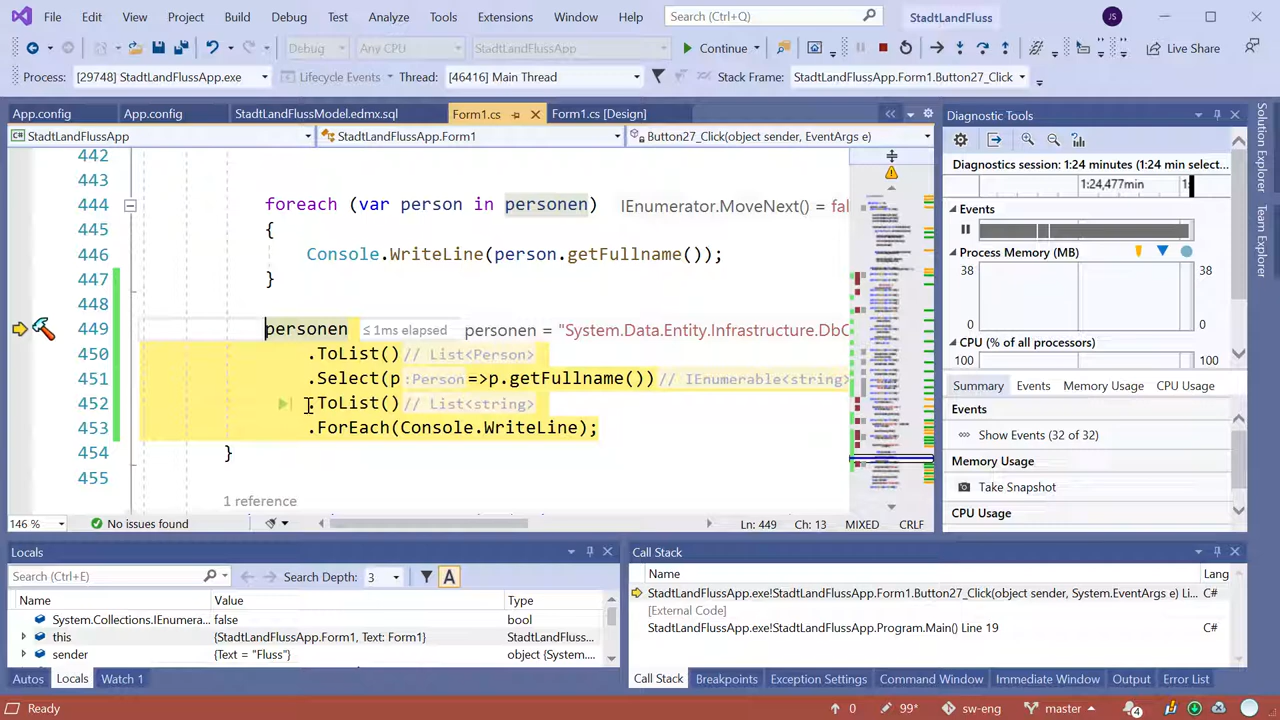 File Edit View Project Build Debug Test Analyze Tools Extensions Window Help Search (Ctrl+Q) StadtLandFluss JS
Debug Any CPU StadtLandFlussApp Continue Live Share
Process: [29748] StadtLandFlussApp.exe Lifecycle Events Thread: [46416] Main Thread Stack Frame: StadtLandFlussApp.Form1.Button27_Click
App.config App.config StadtLandFlussModel.edmx.sql Form1.cs Form1.cs [Design]
StadtLandFlussApp StadtLandFlussApp.Form1 Button27_Click(object sender, EventArgs e)
442
443
444 foreach (var person in personen) IEnumerator.MoveNext() = fal
445 {
446 Console.WriteLine(person.getFullname());
447 }
448
449 personen ≤1ms elapsed personen = "System.Data.Entity.Infrastructure.DbQ
450 .ToList() // List<Person>
451 .Select(p:Person=>p.getFullname()) // IEnumerable<string>
452 .ToList()
453 .ForEach(Console.WriteLine);
454 }
455
1 reference
146 % No issues found Ln: 449 Ch: 13 MIXED CRLF
Diagnostic Tools
Diagnostics session: 1:24 minutes (1:24 min select...
1:24,477min 1:
Events
Process Memory (MB)
38 38
0 0
CPU (% of all processors)
100 100
Summary Events Memory Usage CPU Usage
Events
Show Events (32 of 32)
Memory Usage
Take Snapshot
CPU Usage
Solution Explorer
Team Explorer
Locals
Search (Ctrl+E) Search Depth: 3 A
Name Value Type
System.Collections.IEnumera... false bool
this {StadtLandFlussApp.Form1, Text: Form1} StadtLandFluss...
sender {Text = "Fluss"} object {System....
Autos Locals Watch 1
Call Stack
Name Lang
StadtLandFlussApp.exe!StadtLandFlussApp.Form1.Button27_Click(object sender, System.EventArgs e) Li... C#
[External Code]
StadtLandFlussApp.exe!StadtLandFlussApp.Program.Main() Line 19 C#
Call Stack Breakpoints Exception Settings Command Window Immediate Window Output Error List
Ready 0 99* sw-eng master 4